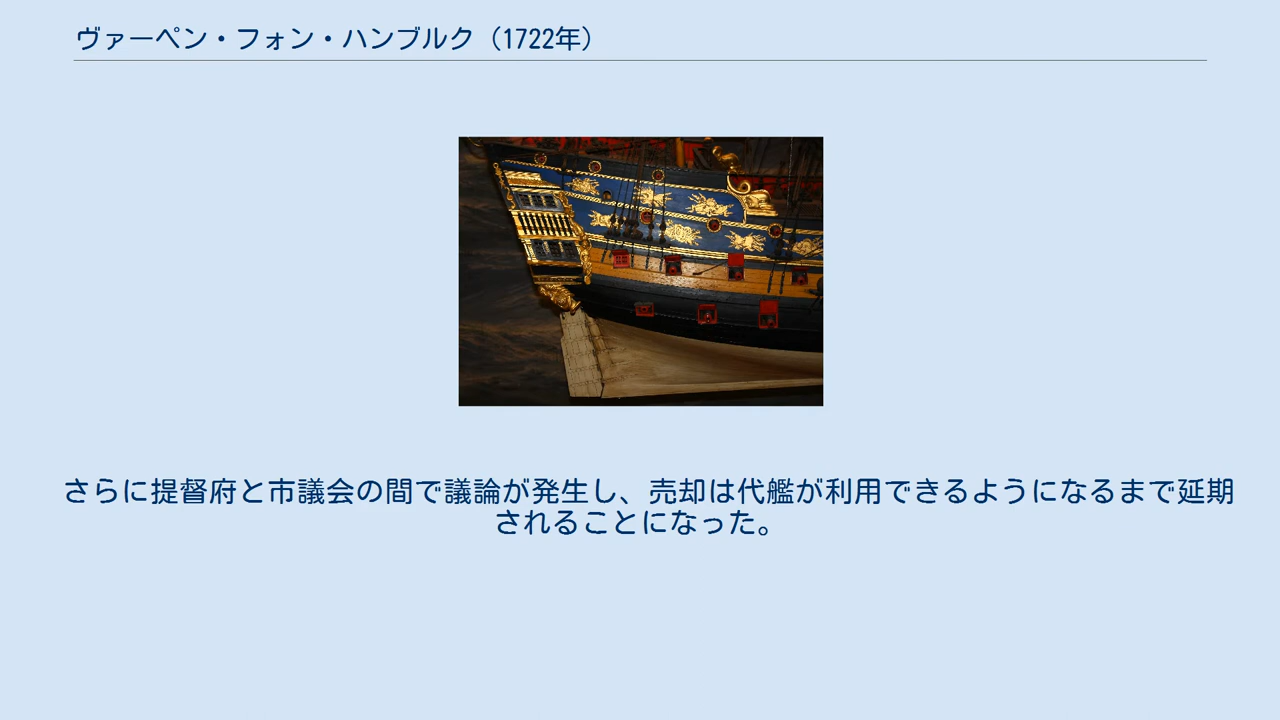 ヴァーペン・フォン・ハンブルク（1722年）
さらに提督府と市議会の間で議論が発生し、売却は代艦が利用できるようになるまで延期
されることになった。